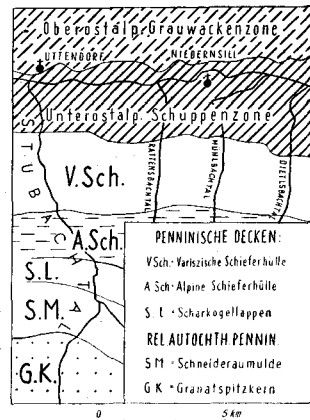 Oberostalp. Grauwackenzone
UTTENDORF NIEDERNSILL
Unterostalp. Schuppenzone
STUBACHTAL
RATTENSBACHTAL
MÜHLBACHTAL
DIETLSBACHTAL
V.Sch.
A.Sch.
S.L.
S.M.
G.K.
PENNINISCHE DECKEN:
V.Sch.= Variszische Schieferhülle
A.Sch= Alpine Schieferhülle
S.L = Scharkogellappen
REL AUTOCHTH PENNIN.
S M = Schneideraumulde
G K = Granatspitzkern
0 5 km